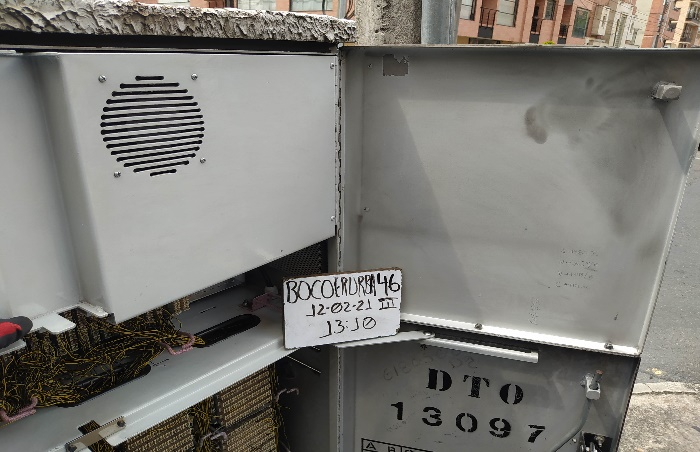 BOCOERDRBA46
12-02-21 III
13:10
DTO
13097
A B